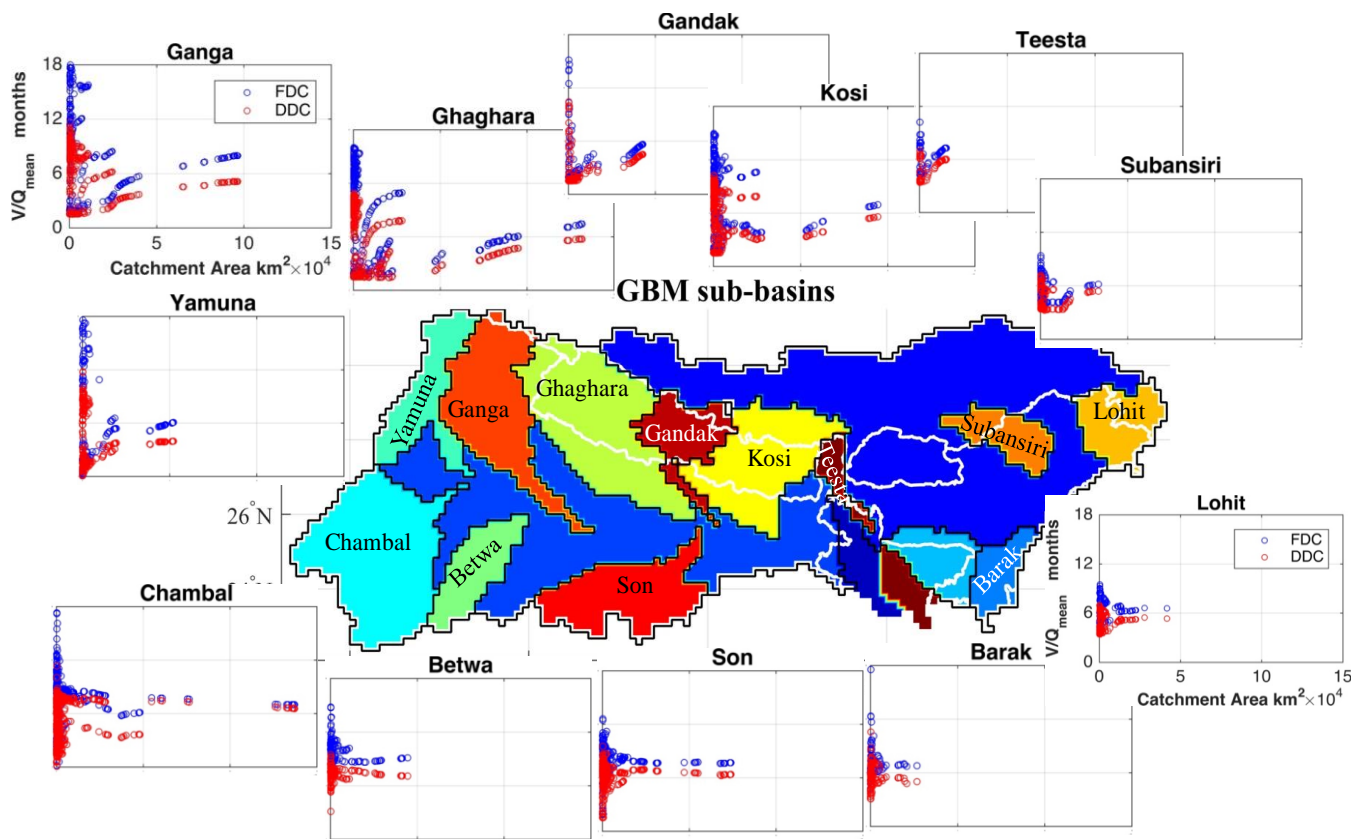 Gandak
Teesta
Ganga
18
12
6
0
V/Qmean months
FDC
DDC
0 5 10 15
Catchment Area km²×10⁴
Ghaghara
Kosi
Subansiri
GBM sub-basins
Yamuna
Yamuna
Ganga
Ghaghara
Gandak
Kosi
Teesta
Subansiri
Lohit
26°N
Chambal
Betwa
Son
Barak
Lohit
18
12
6
0
V/Qmean months
FDC
DDC
0 5 10 15
Catchment Area km²×10⁴
Chambal
Betwa
Son
Barak